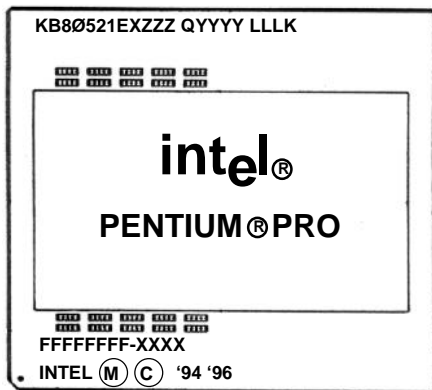 KB8Ø521EXZZZ QYYYY LLLK
intel®
PENTIUM®PRO
FFFFFFFF-XXXX
INTEL Ⓜ Ⓒ '94 '96